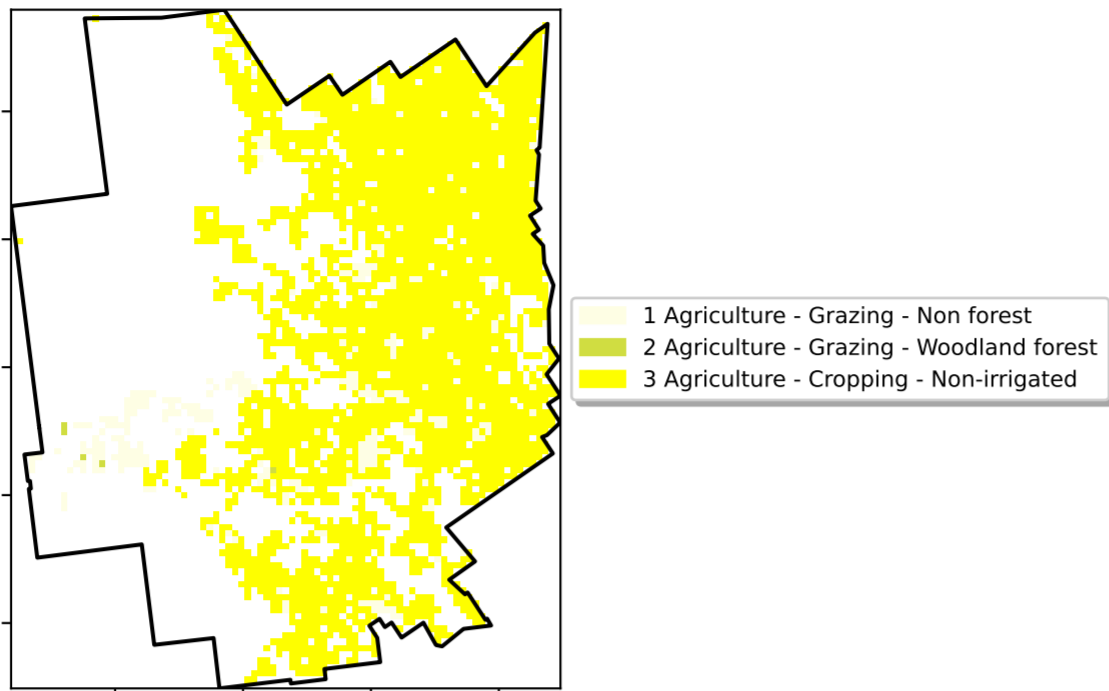 1 Agriculture - Grazing - Non forest
2 Agriculture - Grazing - Woodland forest
3 Agriculture - Cropping - Non-irrigated